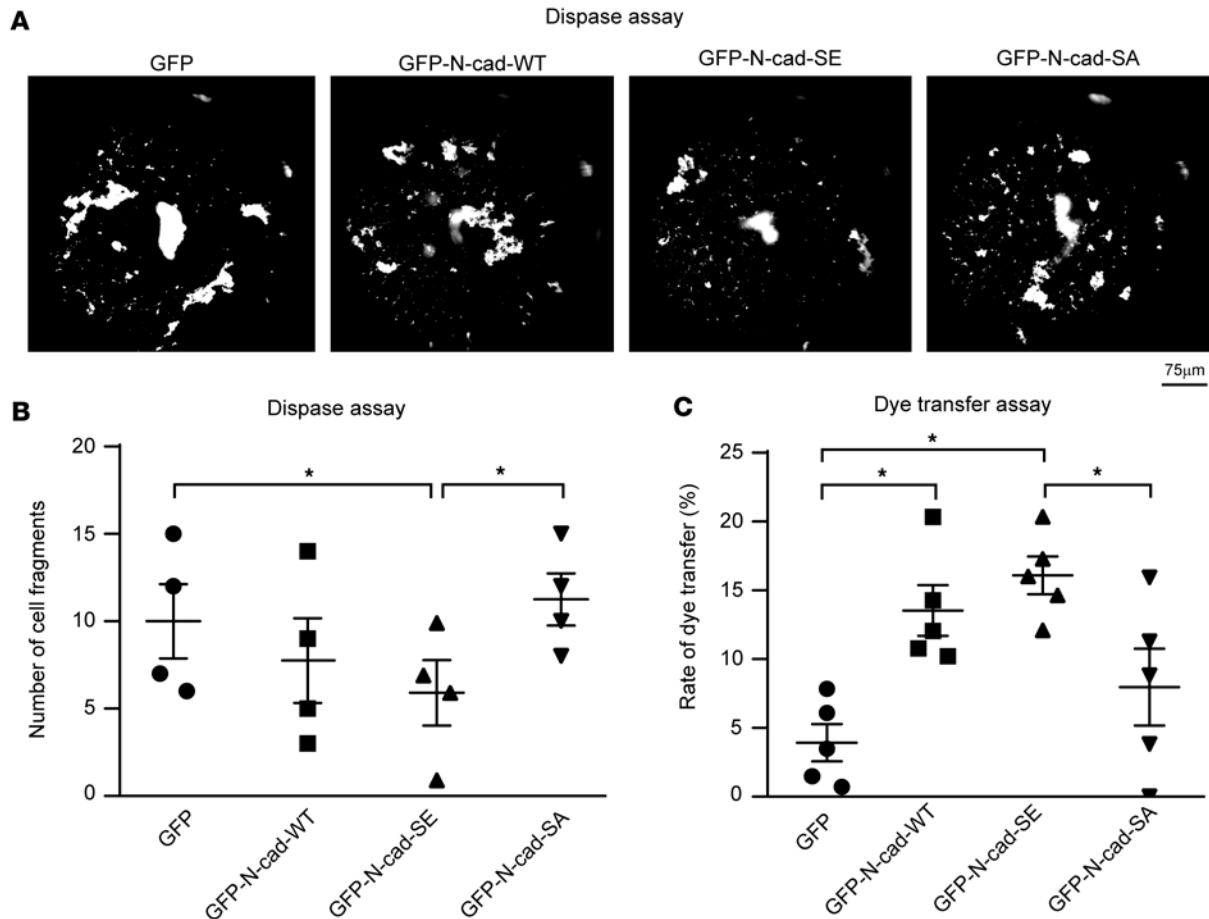 A
Dispase assay
GFP
GFP-N-cad-WT
GFP-N-cad-SE
GFP-N-cad-SA
75μm
B
Dispase assay
Number of cell fragments
20
15
10
5
0
*
*
GFP
GFP-N-cad-WT
GFP-N-cad-SE
GFP-N-cad-SA
C
Dye transfer assay
Rate of dye transfer (%)
25
20
15
10
5
0
*
*
*
GFP
GFP-N-cad-WT
GFP-N-cad-SE
GFP-N-cad-SA